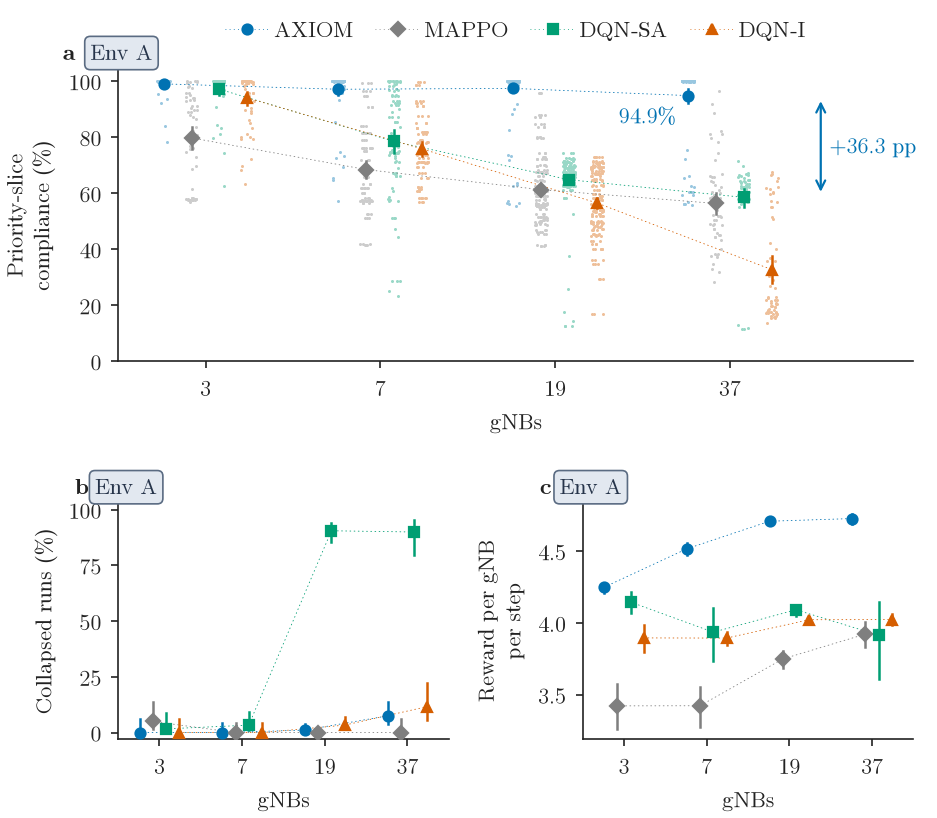 AXIOM MAPPO DQN-SA DQN-I
a Env A
100
80
60
40
20
0
Priority-slice
compliance (%)
94.9%
+36.3 pp
3 7 19 37
gNBs
b Env A
100
75
50
25
0
Collapsed runs (%)
3 7 19 37
gNBs
c Env A
4.5
4.0
3.5
Reward per gNB
per step
3 7 19 37
gNBs